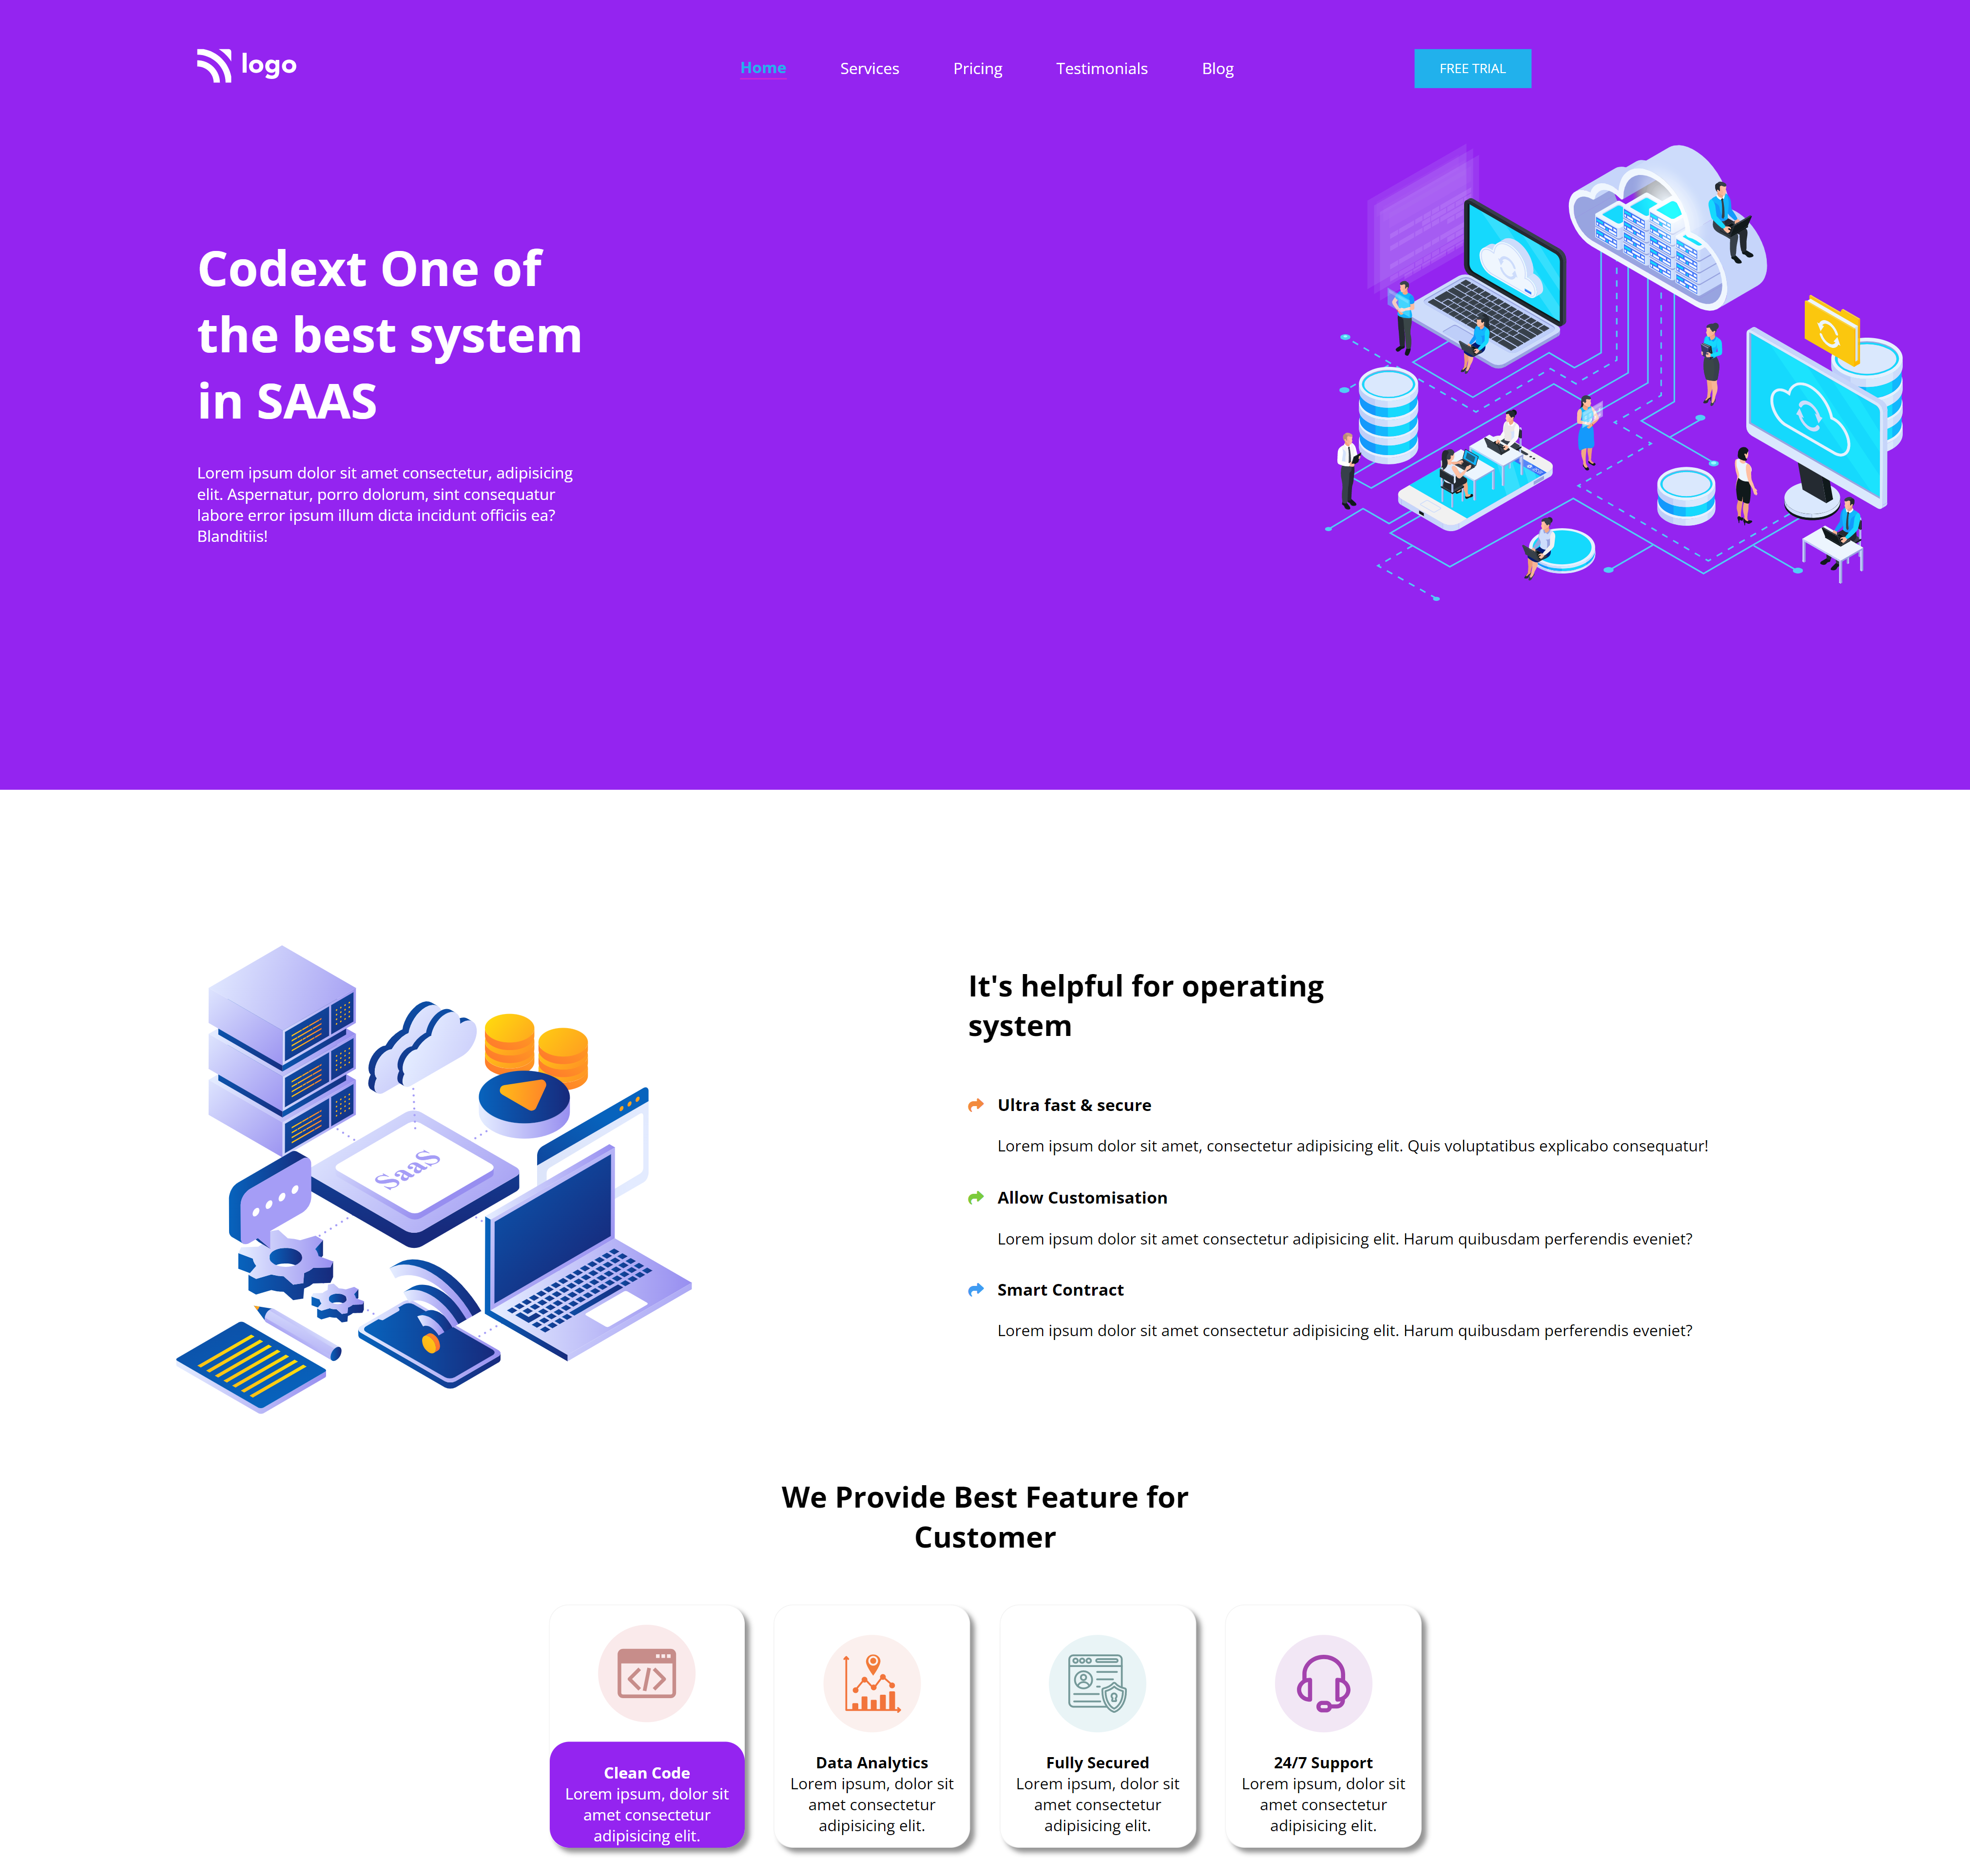 logo
Home
Services
Pricing
Testimonials
Blog
FREE TRIAL
Codext One of
the best system
in SAAS
Lorem ipsum dolor sit amet consectetur, adipisicing
elit. Aspernatur, porro dolorum, sint consequatur
labore error ipsum illum dicta incidunt officiis ea?
Blanditiis!
SaaS
It's helpful for operating
system
Ultra fast & secure
Lorem ipsum dolor sit amet, consectetur adipisicing elit. Quis voluptatibus explicabo consequatur!
Allow Customisation
Lorem ipsum dolor sit amet consectetur adipisicing elit. Harum quibusdam perferendis eveniet?
Smart Contract
Lorem ipsum dolor sit amet consectetur adipisicing elit. Harum quibusdam perferendis eveniet?
We Provide Best Feature for
Customer
Clean Code
Lorem ipsum, dolor sit
amet consectetur
adipisicing elit.
Data Analytics
Lorem ipsum, dolor sit
amet consectetur
adipisicing elit.
Fully Secured
Lorem ipsum, dolor sit
amet consectetur
adipisicing elit.
24/7 Support
Lorem ipsum, dolor sit
amet consectetur
adipisicing elit.